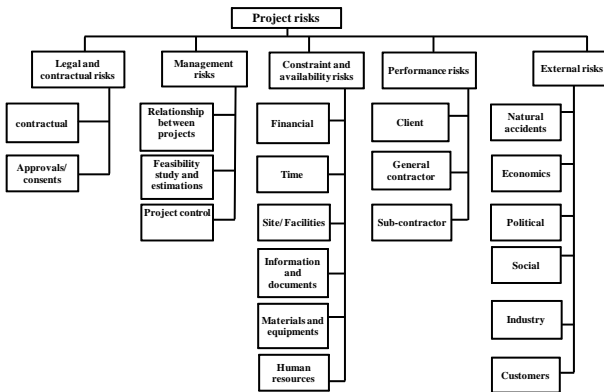 Project risks
Legal and
contractual risks
Management
risks
Constraint and
availability risks
Performance risks
External risks
contractual
Approvals/
consents
Relationship
between
projects
Feasibility
study and
estimations
Project control
Financial
Time
Site/ Facilities
Information
and
documents
Materials and
equipments
Human
resources
Client
General
contractor
Sub-contractor
Natural
accidents
Economics
Political
Social
Industry
Customers